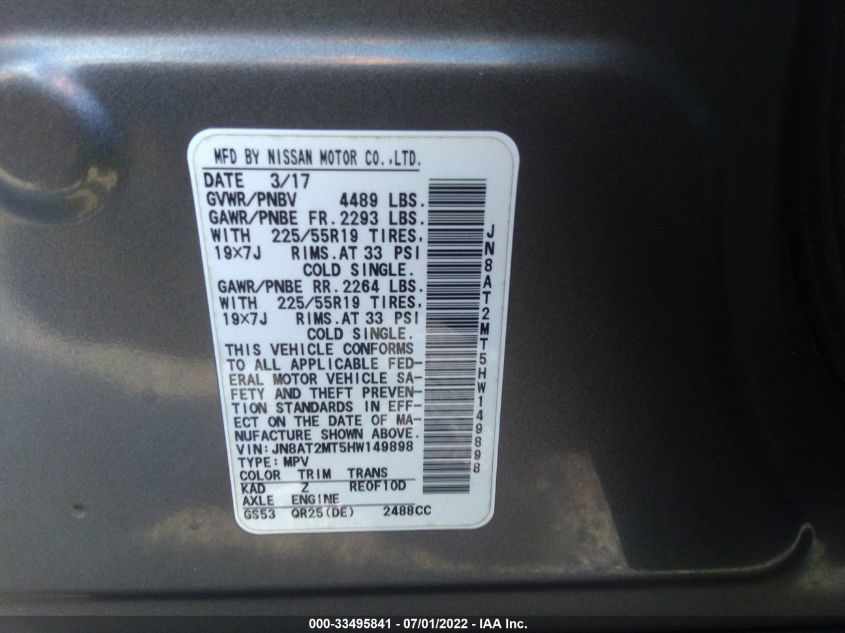 MFD BY NISSAN MOTOR CO.,LTD.
DATE 3/17
GVWR/PNBV 4489 LBS.
GAWR/PNBE FR.2293 LBS.
WITH 225/55R19 TIRES,
19×7J RIMS.AT 33 PSI
COLD SINGLE.
GAWR/PNBE RR.2264 LBS.
WITH 225/55R19 TIRES,
19×7J RIMS.AT 33 PSI
COLD SINGLE.
THIS VEHICLE CONFORMS
TO ALL APPLICABLE FED-
ERAL MOTOR VEHICLE SA-
FETY AND THEFT PREVEN-
TION STANDARDS IN EFF-
ECT ON THE DATE OF MA-
NUFACTURE SHOWN ABOVE.
VIN:JN8AT2MT5HW149898
TYPE:MPV
COLOR TRIM TRANS
KAD Z RE0F10D
AXLE ENGINE
GS53 QR25(DE) 2488CC
JN8AT2MT5HW149898
000-33495841 - 07/01/2022 - IAA Inc.